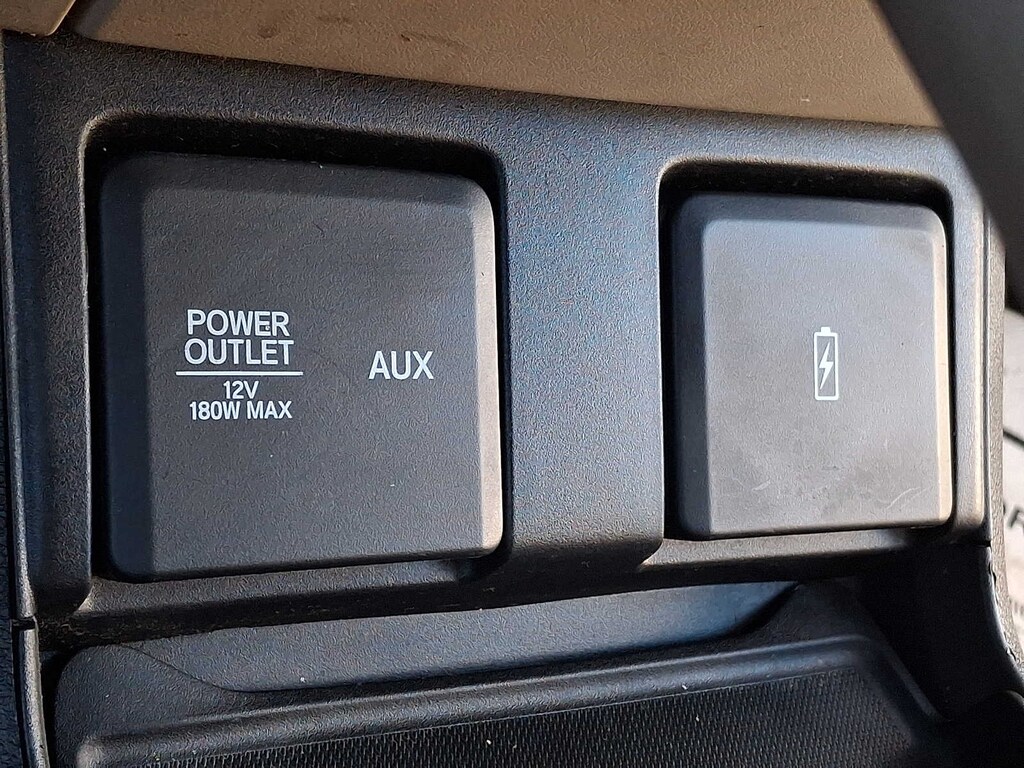 POWER
OUTLET
12V
180W MAX
AUX